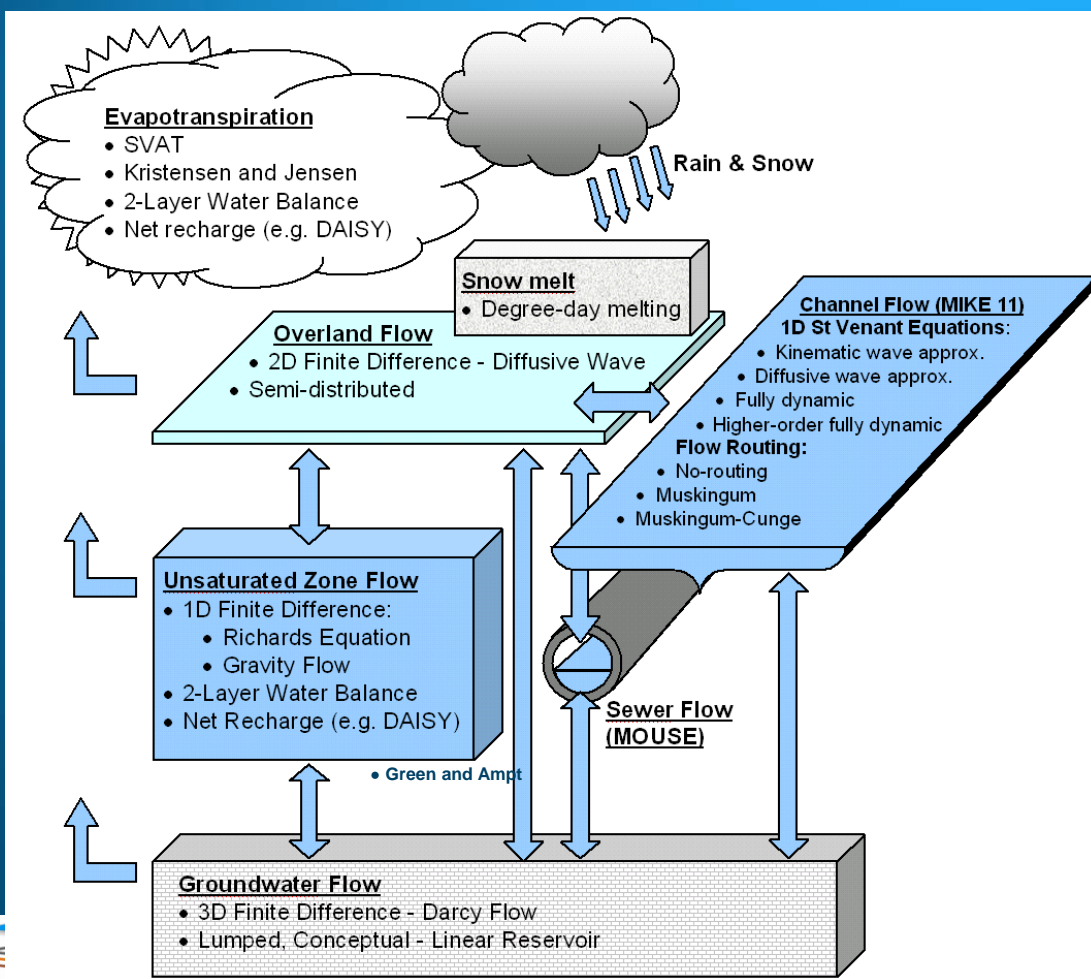 Evapotranspiration
• SVAT
• Kristensen and Jensen
• 2-Layer Water Balance
• Net recharge (e.g. DAISY)
Rain & Snow
Snow melt
• Degree-day melting
Overland Flow
• 2D Finite Difference - Diffusive Wave
• Semi-distributed
Channel Flow (MIKE 11)
1D St Venant Equations:
• Kinematic wave approx.
• Diffusive wave approx.
• Fully dynamic
• Higher-order fully dynamic
Flow Routing:
• No-routing
• Muskingum
• Muskingum-Cunge
Unsaturated Zone Flow
• 1D Finite Difference:
• Richards Equation
• Gravity Flow
• 2-Layer Water Balance
• Net Recharge (e.g. DAISY)
• Green and Ampt
Sewer Flow
(MOUSE)
Groundwater Flow
• 3D Finite Difference - Darcy Flow
• Lumped, Conceptual - Linear Reservoir